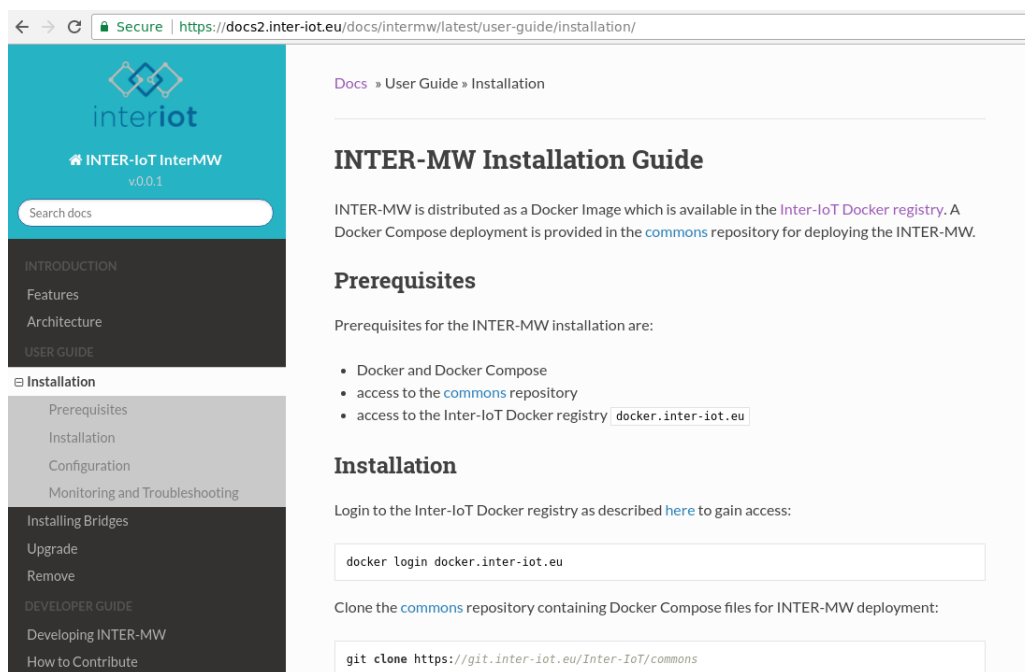 Secure | https://docs2.inter-iot.eu/docs/intermw/latest/user-guide/installation/
interiot
INTER-IoT InterMW
v.0.0.1
Search docs
INTRODUCTION
Features
Architecture
USER GUIDE
Installation
Prerequisites
Installation
Configuration
Monitoring and Troubleshooting
Installing Bridges
Upgrade
Remove
DEVELOPER GUIDE
Developing INTER-MW
How to Contribute
Docs » User Guide » Installation
INTER-MW Installation Guide
INTER-MW is distributed as a Docker Image which is available in the Inter-IoT Docker registry. A
Docker Compose deployment is provided in the commons repository for deploying the INTER-MW.
Prerequisites
Prerequisites for the INTER-MW installation are:
• Docker and Docker Compose
• access to the commons repository
• access to the Inter-IoT Docker registry docker.inter-iot.eu
Installation
Login to the Inter-IoT Docker registry as described here to gain access:
docker login docker.inter-iot.eu
Clone the commons repository containing Docker Compose files for INTER-MW deployment:
git clone https://git.inter-iot.eu/Inter-IoT/commons